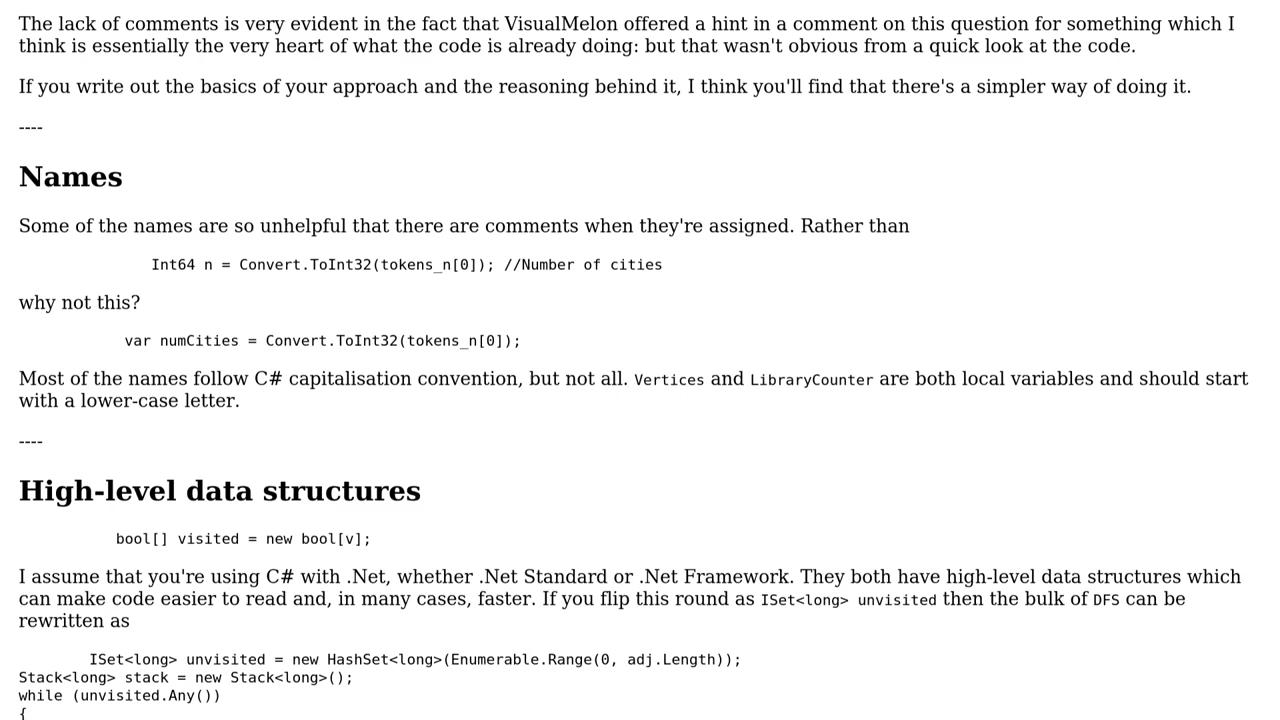 The lack of comments is very evident in the fact that VisualMelon offered a hint in a comment on this question for something which I
think is essentially the very heart of what the code is already doing: but that wasn't obvious from a quick look at the code.
If you write out the basics of your approach and the reasoning behind it, I think you'll find that there's a simpler way of doing it.
----
Names
Some of the names are so unhelpful that there are comments when they're assigned. Rather than
Int64 n = Convert.ToInt32(tokens_n[0]); //Number of cities
why not this?
var numCities = Convert.ToInt32(tokens_n[0]);
Most of the names follow C# capitalisation convention, but not all. Vertices and LibraryCounter are both local variables and should start
with a lower-case letter.
----
High-level data structures
bool[] visited = new bool[v];
I assume that you're using C# with .Net, whether .Net Standard or .Net Framework. They both have high-level data structures which
can make code easier to read and, in many cases, faster. If you flip this round as ISet<long> unvisited then the bulk of DFS can be
rewritten as
ISet<long> unvisited = new HashSet<long>(Enumerable.Range(0, adj.Length));
Stack<long> stack = new Stack<long>();
while (unvisited.Any())
{